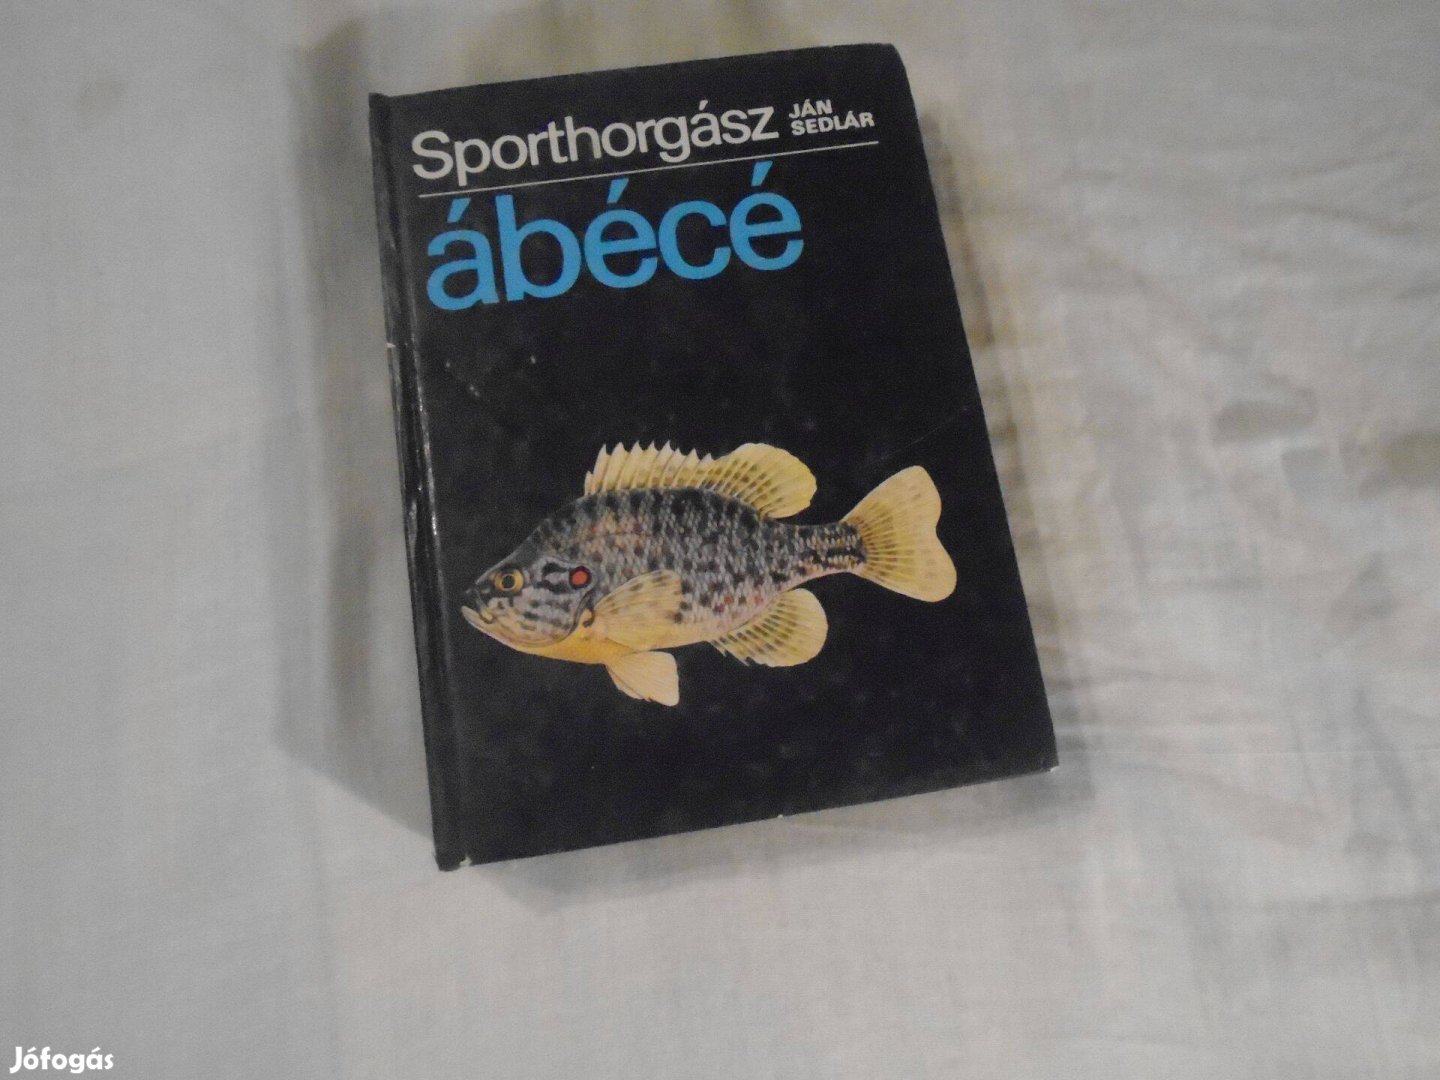 Sporthorgász
JÁN
SEDLÁR
ábécé
Jófogás